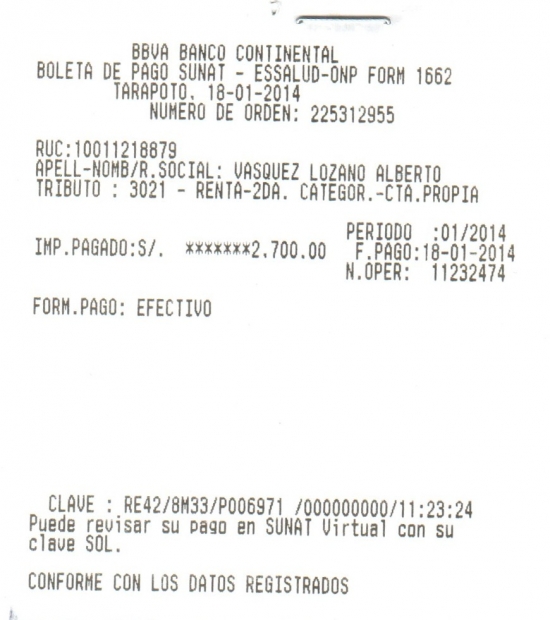 BBVA BANCO CONTINENTAL
BOLETA DE PAGO SUNAT - ESSALUD-ONP FORM 1662
TARAPOTO, 18-01-2014
NUMERO DE ORDEN: 225312955
RUC:10011218879
APELL-NOMB/R.SOCIAL: VASQUEZ LOZANO ALBERTO
TRIBUTO : 3021 - RENTA-2DA. CATEGOR.-CTA.PROPIA
PERIODO :01/2014
IMP.PAGADO:S/. *******2.700.00 F.PAGO:18-01-2014
N.OPER: 11232474
FORM.PAGO: EFECTIVO
CLAVE : RE42/8M33/P006971 /000000000/11:23:24
Puede revisar su pago en SUNAT Virtual con su
clave SOL.
CONFORME CON LOS DATOS REGISTRADOS